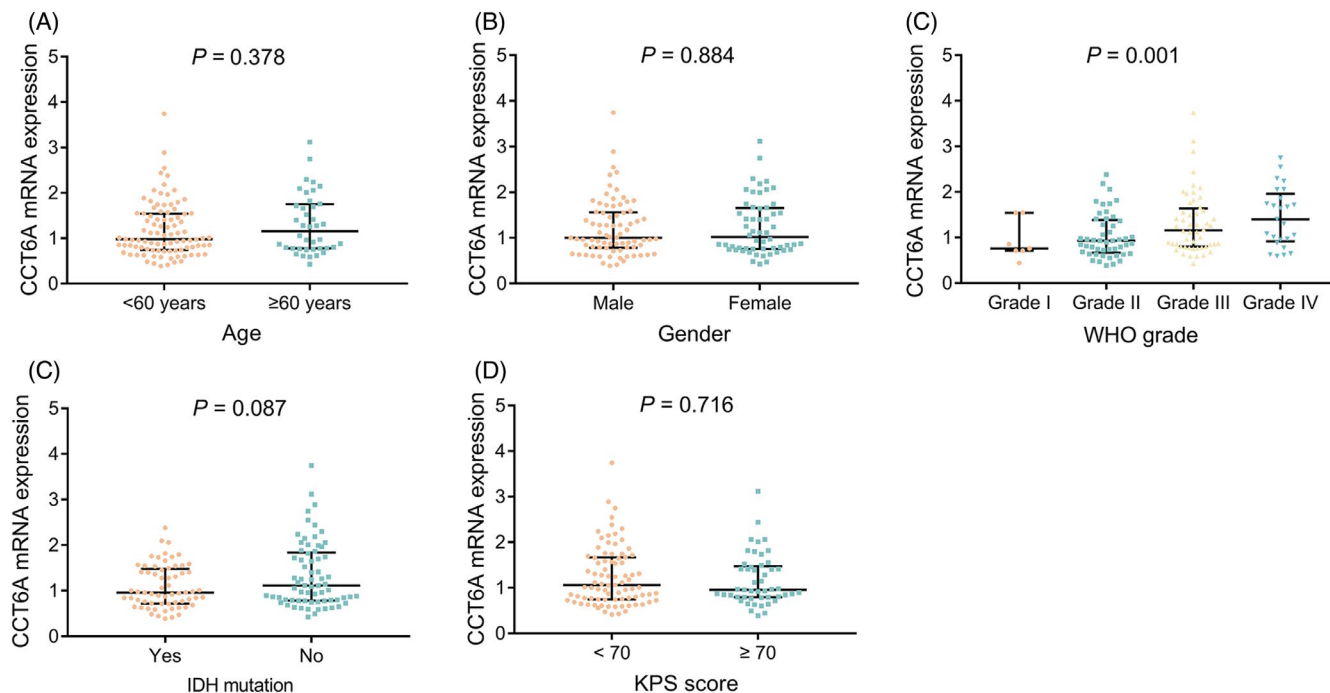 (A)
P = 0.378
CCT6A mRNA expression
5
4
3
2
1
0
<60 years
≥60 years
Age
(B)
P = 0.884
CCT6A mRNA expression
5
4
3
2
1
0
Male
Female
Gender
(C)
P = 0.001
CCT6A mRNA expression
5
4
3
2
1
0
Grade I
Grade II
Grade III
Grade IV
WHO grade
(C)
P = 0.087
CCT6A mRNA expression
5
4
3
2
1
0
Yes
No
IDH mutation
(D)
P = 0.716
CCT6A mRNA expression
5
4
3
2
1
0
< 70
≥ 70
KPS score